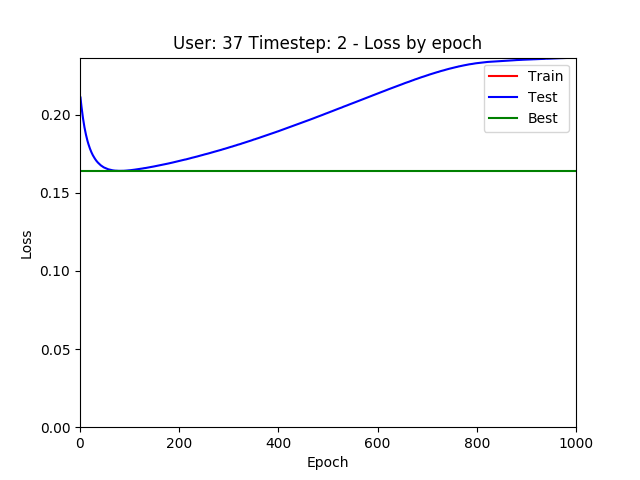 User: 37 Timestep: 2 - Loss by epoch
Train
Test
Best
0.20
0.15
0.10
0.05
0.00
Loss
0 200 400 600 800 1000
Epoch